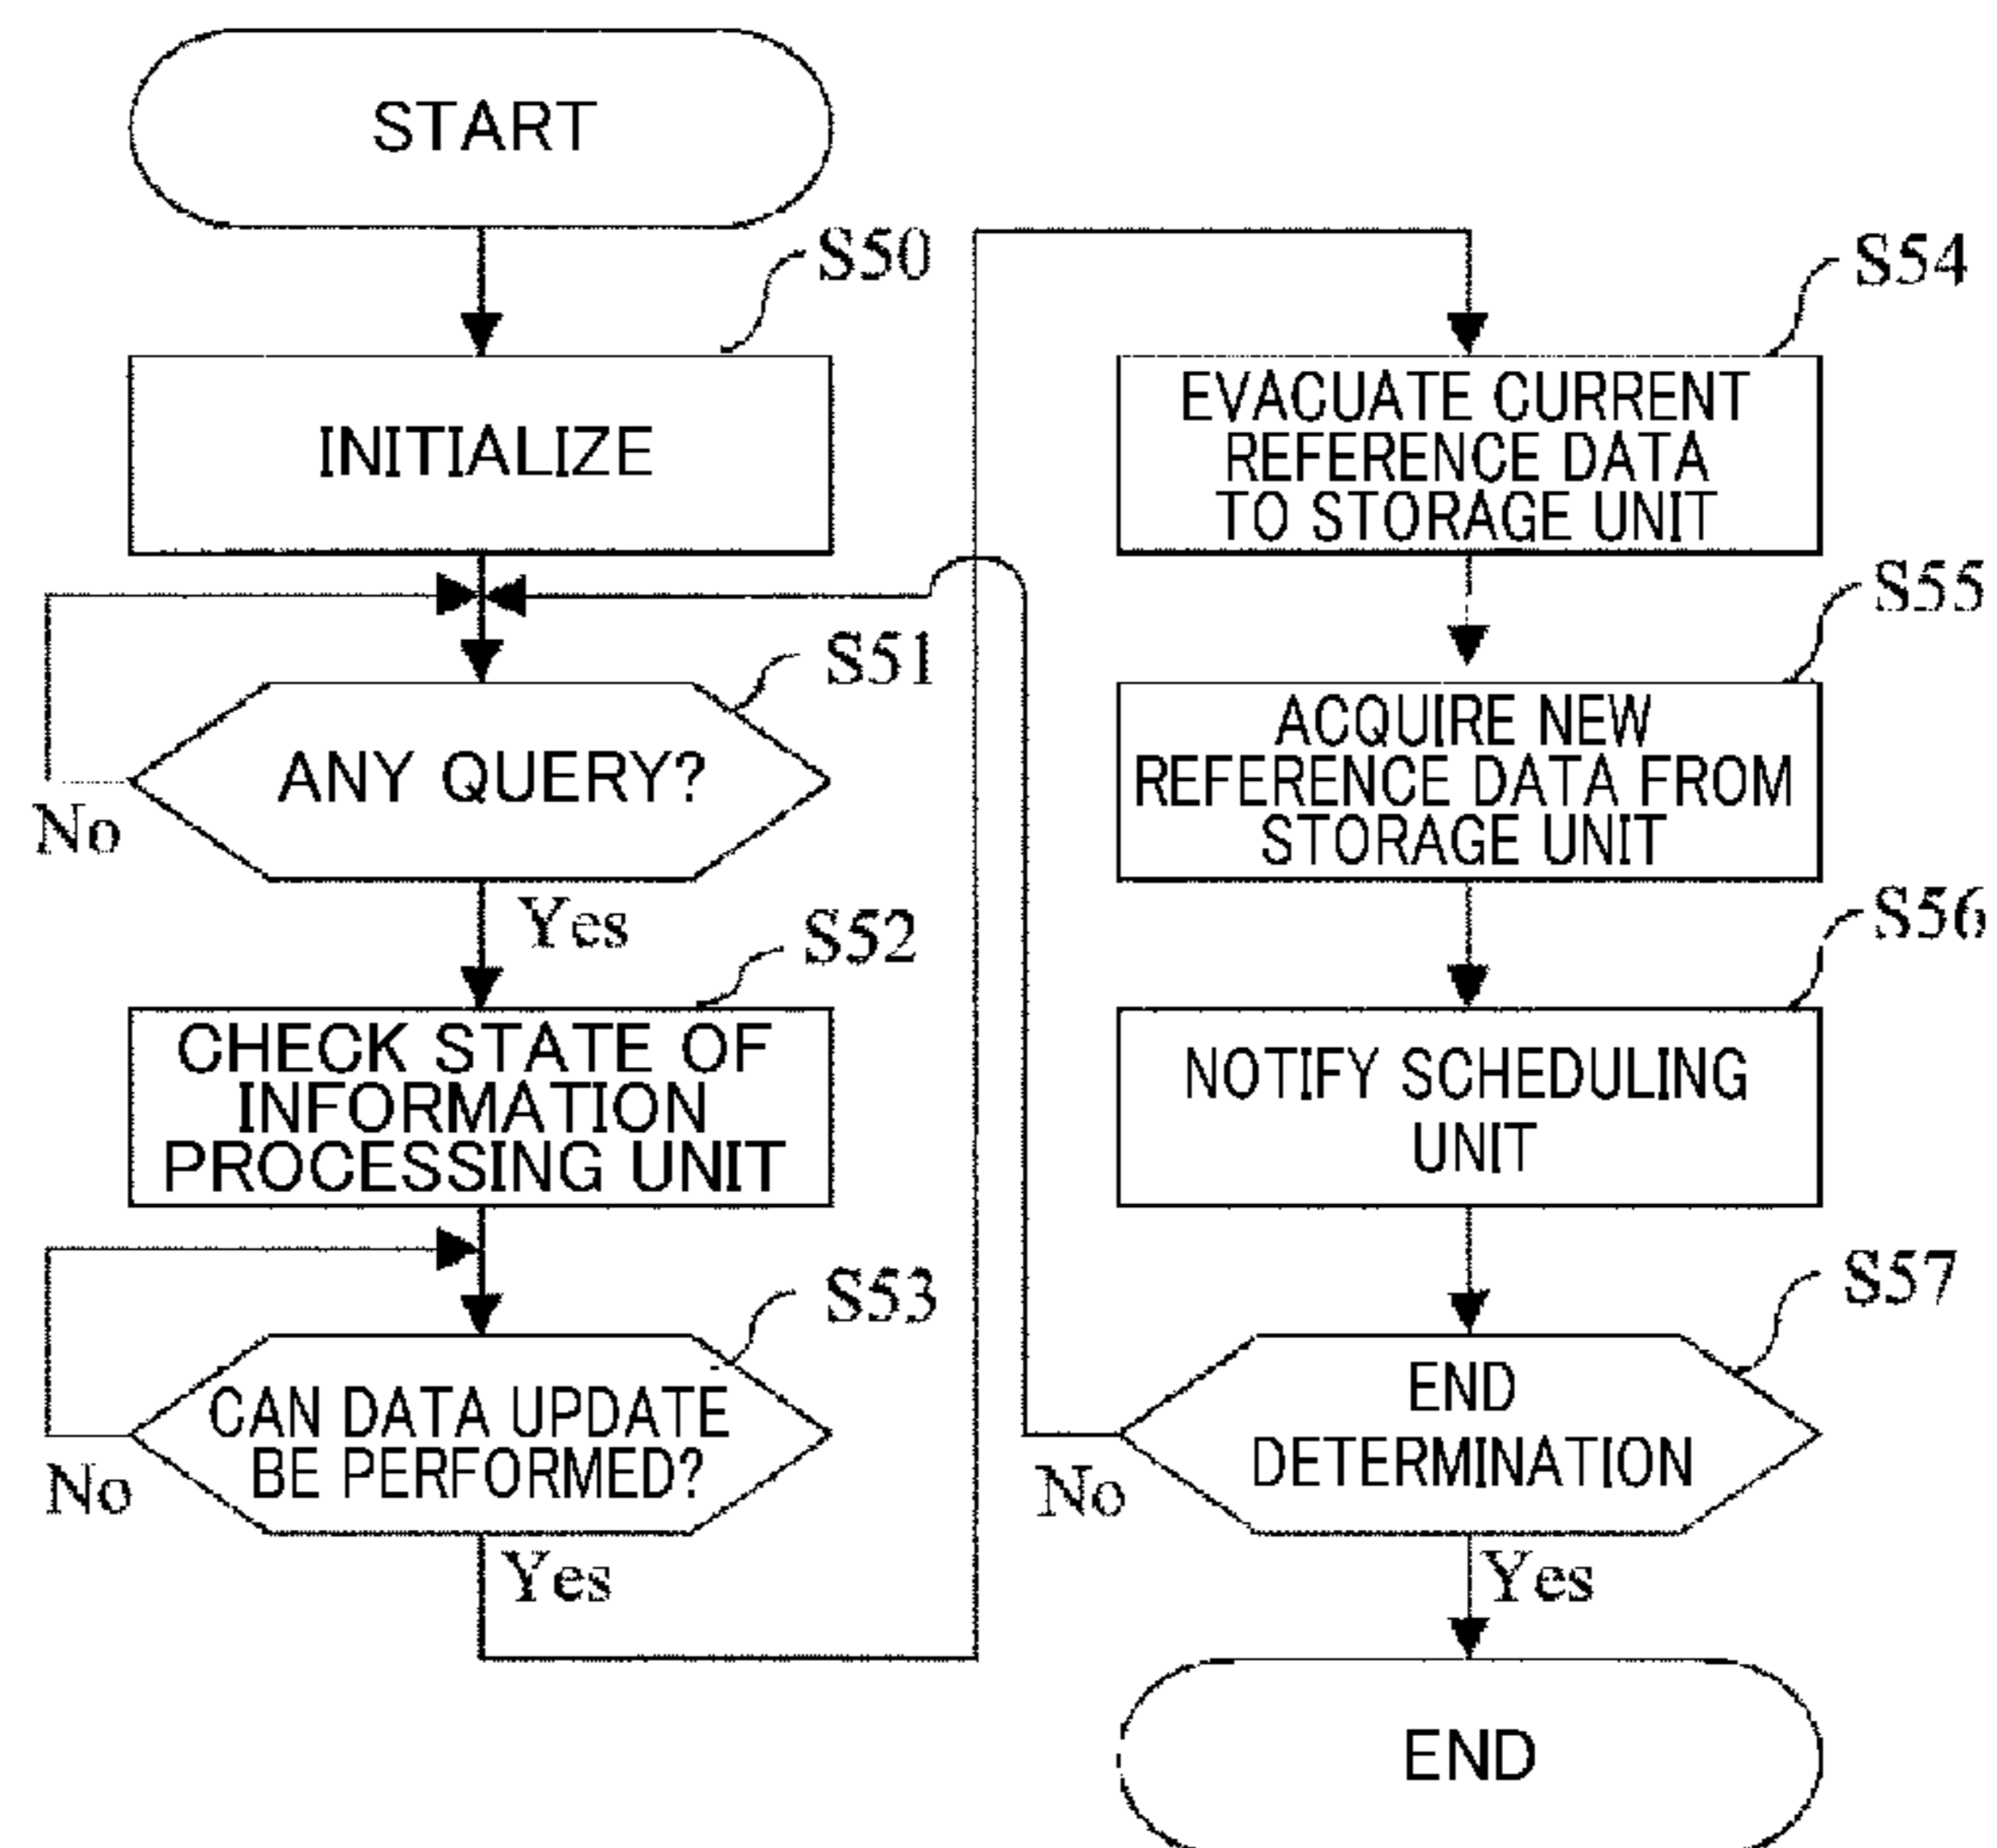 START
S50
INITIALIZE
S51
ANY QUERY?
No
Yes
S52
CHECK STATE OF
INFORMATION
PROCESSING UNIT
S53
CAN DATA UPDATE
BE PERFORMED?
No
Yes
S54
EVACUATE CURRENT
REFERENCE DATA
TO STORAGE UNIT
S55
ACQUIRE NEW
REFERENCE DATA FROM
STORAGE UNIT
S56
NOTIFY SCHEDULING
UNIT
S57
END
DETERMINATION
No
Yes
END